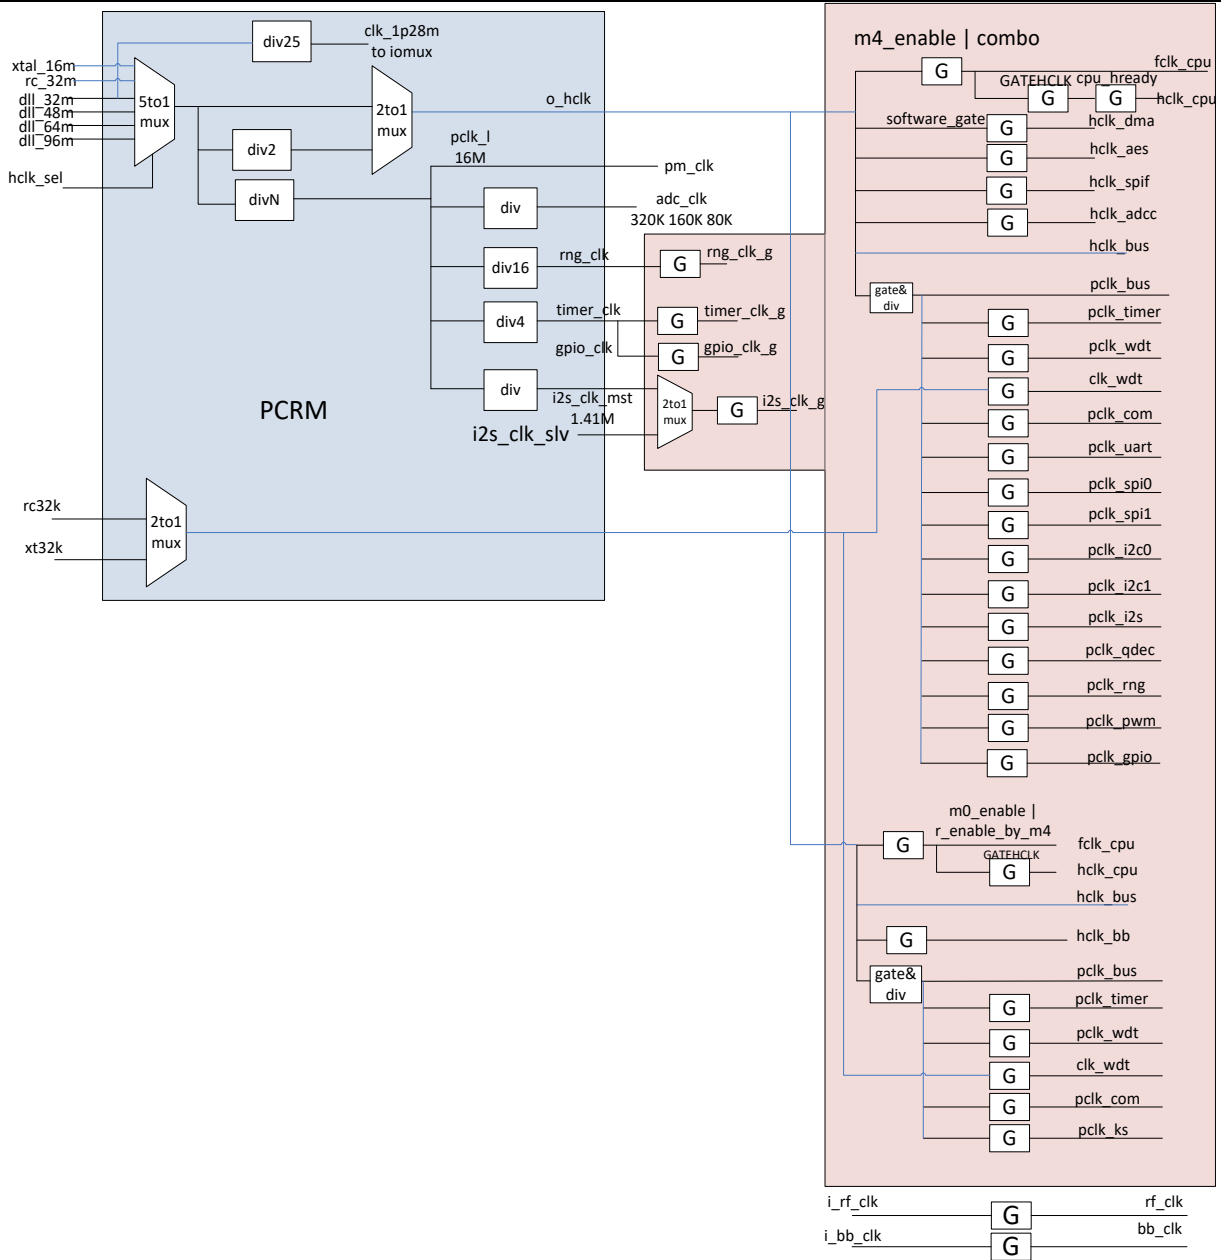 div25
clk_1p28m
to iomux
xtal_16m
rc_32m
dll_32m
dll_48m
dll_64m
dll_96m
hclk_sel
5to1
mux
2to1
mux
o_hclk
div2
divN
pclk_l
16M
pm_clk
div
adc_clk
320K 160K 80K
div16
rng_clk
G
rng_clk_g
div4
timer_clk
G
timer_clk_g
gpio_clk
G
gpio_clk_g
div
i2s_clk_mst
1.41M
i2s_clk_slv
2to1
mux
G
i2s_clk_g
PCRM
rc32k
xt32k
2to1
mux
m4_enable | combo
G
fclk_cpu
GATEHCLK
cpu_hready
G
G
hclk_cpu
software_gate
G
hclk_dma
G
hclk_aes
G
hclk_spif
G
hclk_adcc
hclk_bus
gate&
div
pclk_bus
G
pclk_timer
G
pclk_wdt
G
clk_wdt
G
pclk_com
G
pclk_uart
G
pclk_spi0
G
pclk_spi1
G
pclk_i2c0
G
pclk_i2c1
G
pclk_i2s
G
pclk_qdec
G
pclk_rng
G
pclk_pwm
G
pclk_gpio
m0_enable |
r_enable_by_m4
G
fclk_cpu
GATEHCLK
G
hclk_cpu
hclk_bus
G
hclk_bb
gate&
div
pclk_bus
G
pclk_timer
G
pclk_wdt
G
clk_wdt
G
pclk_com
G
pclk_ks
i_rf_clk
G
rf_clk
i_bb_clk
G
bb_clk